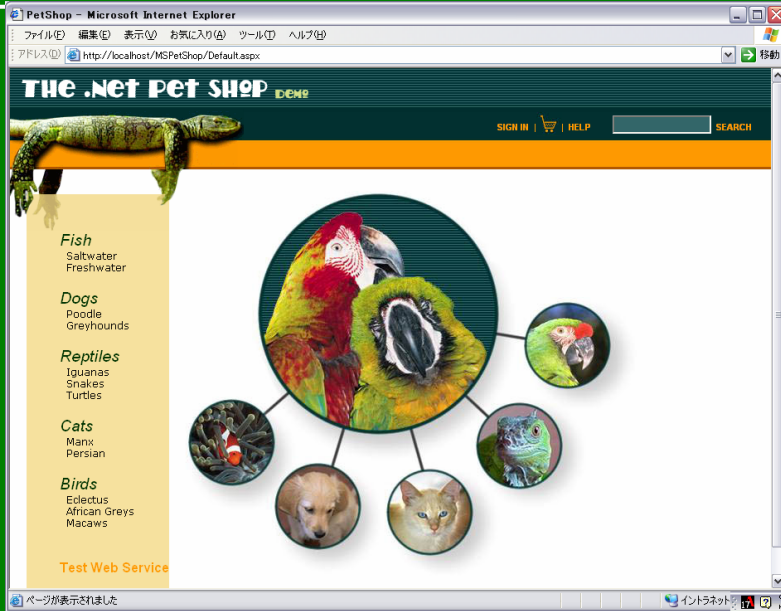 PetShop - Microsoft Internet Explorer
ファイル(F) 編集(E) 表示(V) お気に入り(A) ツール(T) ヘルプ(H)
アドレス(D) http://localhost/MSPetShop/Default.aspx 移動
THE .NET PET SHOP DEMO
SIGN IN | | HELP SEARCH
Fish
Saltwater
Freshwater
Dogs
Poodle
Greyhounds
Reptiles
Iguanas
Snakes
Turtles
Cats
Manx
Persian
Birds
Eclectus
African Greys
Macaws
Test Web Service
ページが表示されました イントラネット
17